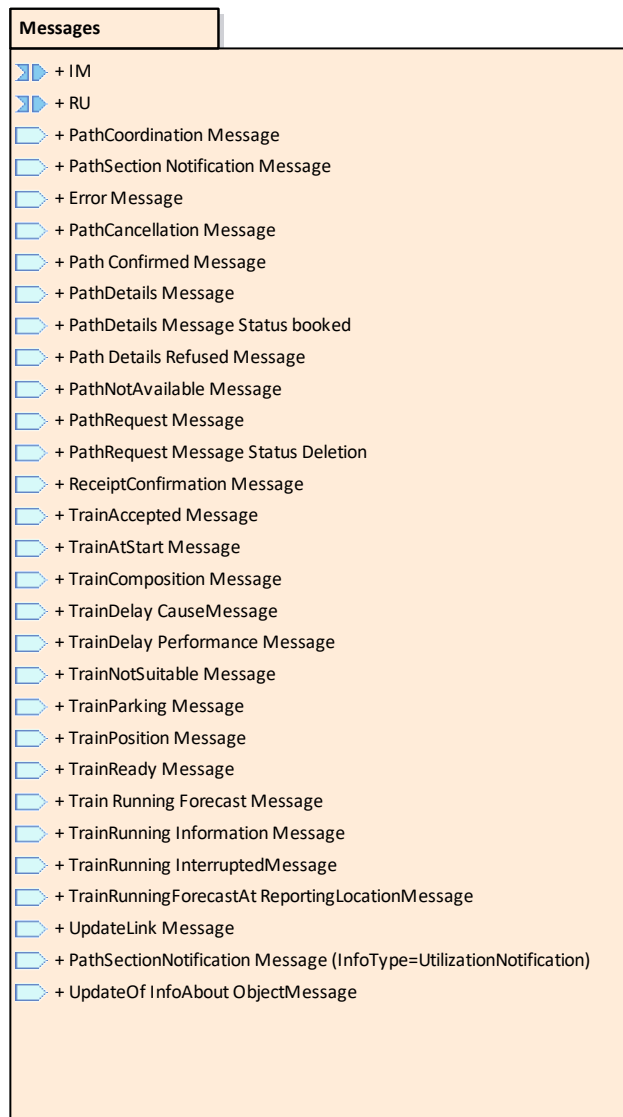 Messages
+ IM
+ RU
+ PathCoordination Message
+ PathSection Notification Message
+ Error Message
+ PathCancellation Message
+ Path Confirmed Message
+ PathDetails Message
+ PathDetails Message Status booked
+ Path Details Refused Message
+ PathNotAvailable Message
+ PathRequest Message
+ PathRequest Message Status Deletion
+ ReceiptConfirmation Message
+ TrainAccepted Message
+ TrainAtStart Message
+ TrainComposition Message
+ TrainDelay CauseMessage
+ TrainDelay Performance Message
+ TrainNotSuitable Message
+ TrainParking Message
+ TrainPosition Message
+ TrainReady Message
+ Train Running Forecast Message
+ TrainRunning Information Message
+ TrainRunning InterruptedMessage
+ TrainRunningForecastAt ReportingLocationMessage
+ UpdateLink Message
+ PathSectionNotification Message (InfoType=UtilizationNotification)
+ UpdateOf InfoAbout ObjectMessage